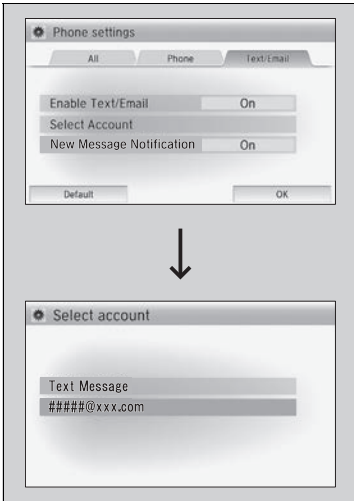 Phone settings
All Phone Text/Email
Enable Text/Email On
Select Account
New Message Notification On
Default OK
Select account
Text Message
#####@xxx.com